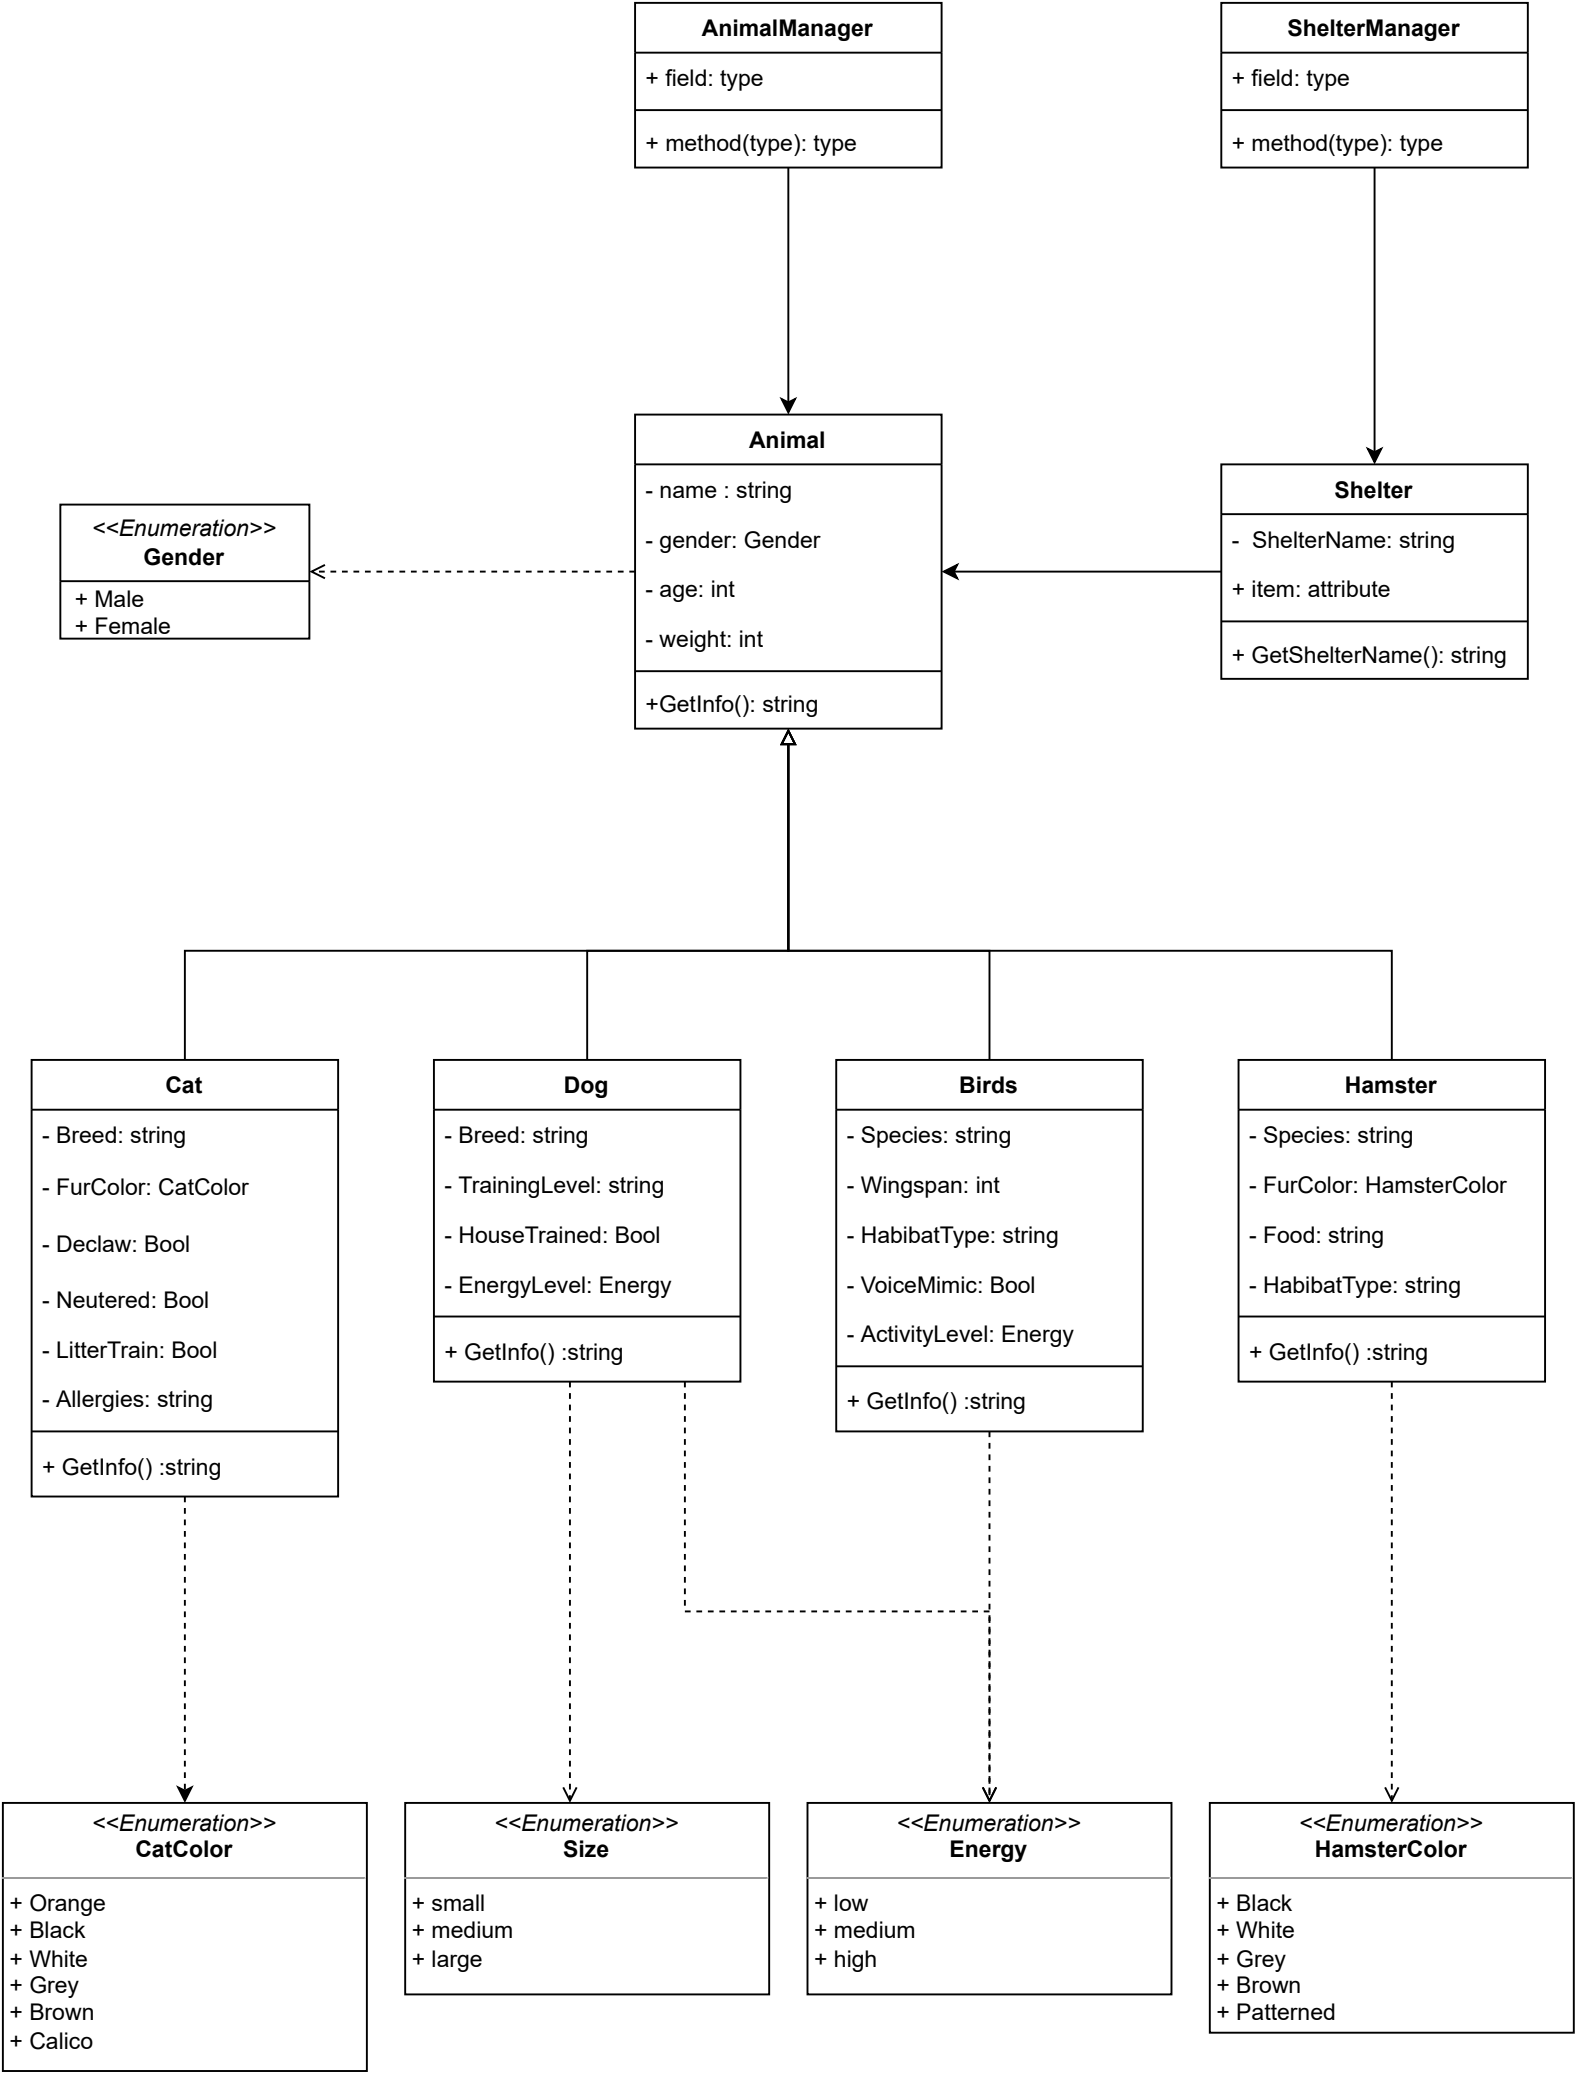 AnimalManager
+ field: type
+ method(type): type
ShelterManager
+ field: type
+ method(type): type
Animal
- name : string
- gender: Gender
- age: int
- weight: int
+GetInfo(): string
<<Enumeration>>
Gender
+ Male
+ Female
Shelter
-  ShelterName: string
+ item: attribute
+ GetShelterName(): string
Cat
- Breed: string
- FurColor: CatColor
- Declaw: Bool
- Neutered: Bool
- LitterTrain: Bool
- Allergies: string
+ GetInfo() :string
Dog
- Breed: string
- TrainingLevel: string
- HouseTrained: Bool
- EnergyLevel: Energy
+ GetInfo() :string
Birds
- Species: string
- Wingspan: int
- HabibatType: string
- VoiceMimic: Bool
- ActivityLevel: Energy
+ GetInfo() :string
Hamster
- Species: string
- FurColor: HamsterColor
- Food: string
- HabibatType: string
+ GetInfo() :string
<<Enumeration>>
CatColor
+ Orange
+ Black
+ White
+ Grey
+ Brown
+ Calico
<<Enumeration>>
Size
+ small
+ medium
+ large
<<Enumeration>>
Energy
+ low
+ medium
+ high
<<Enumeration>>
HamsterColor
+ Black
+ White
+ Grey
+ Brown
+ Patterned